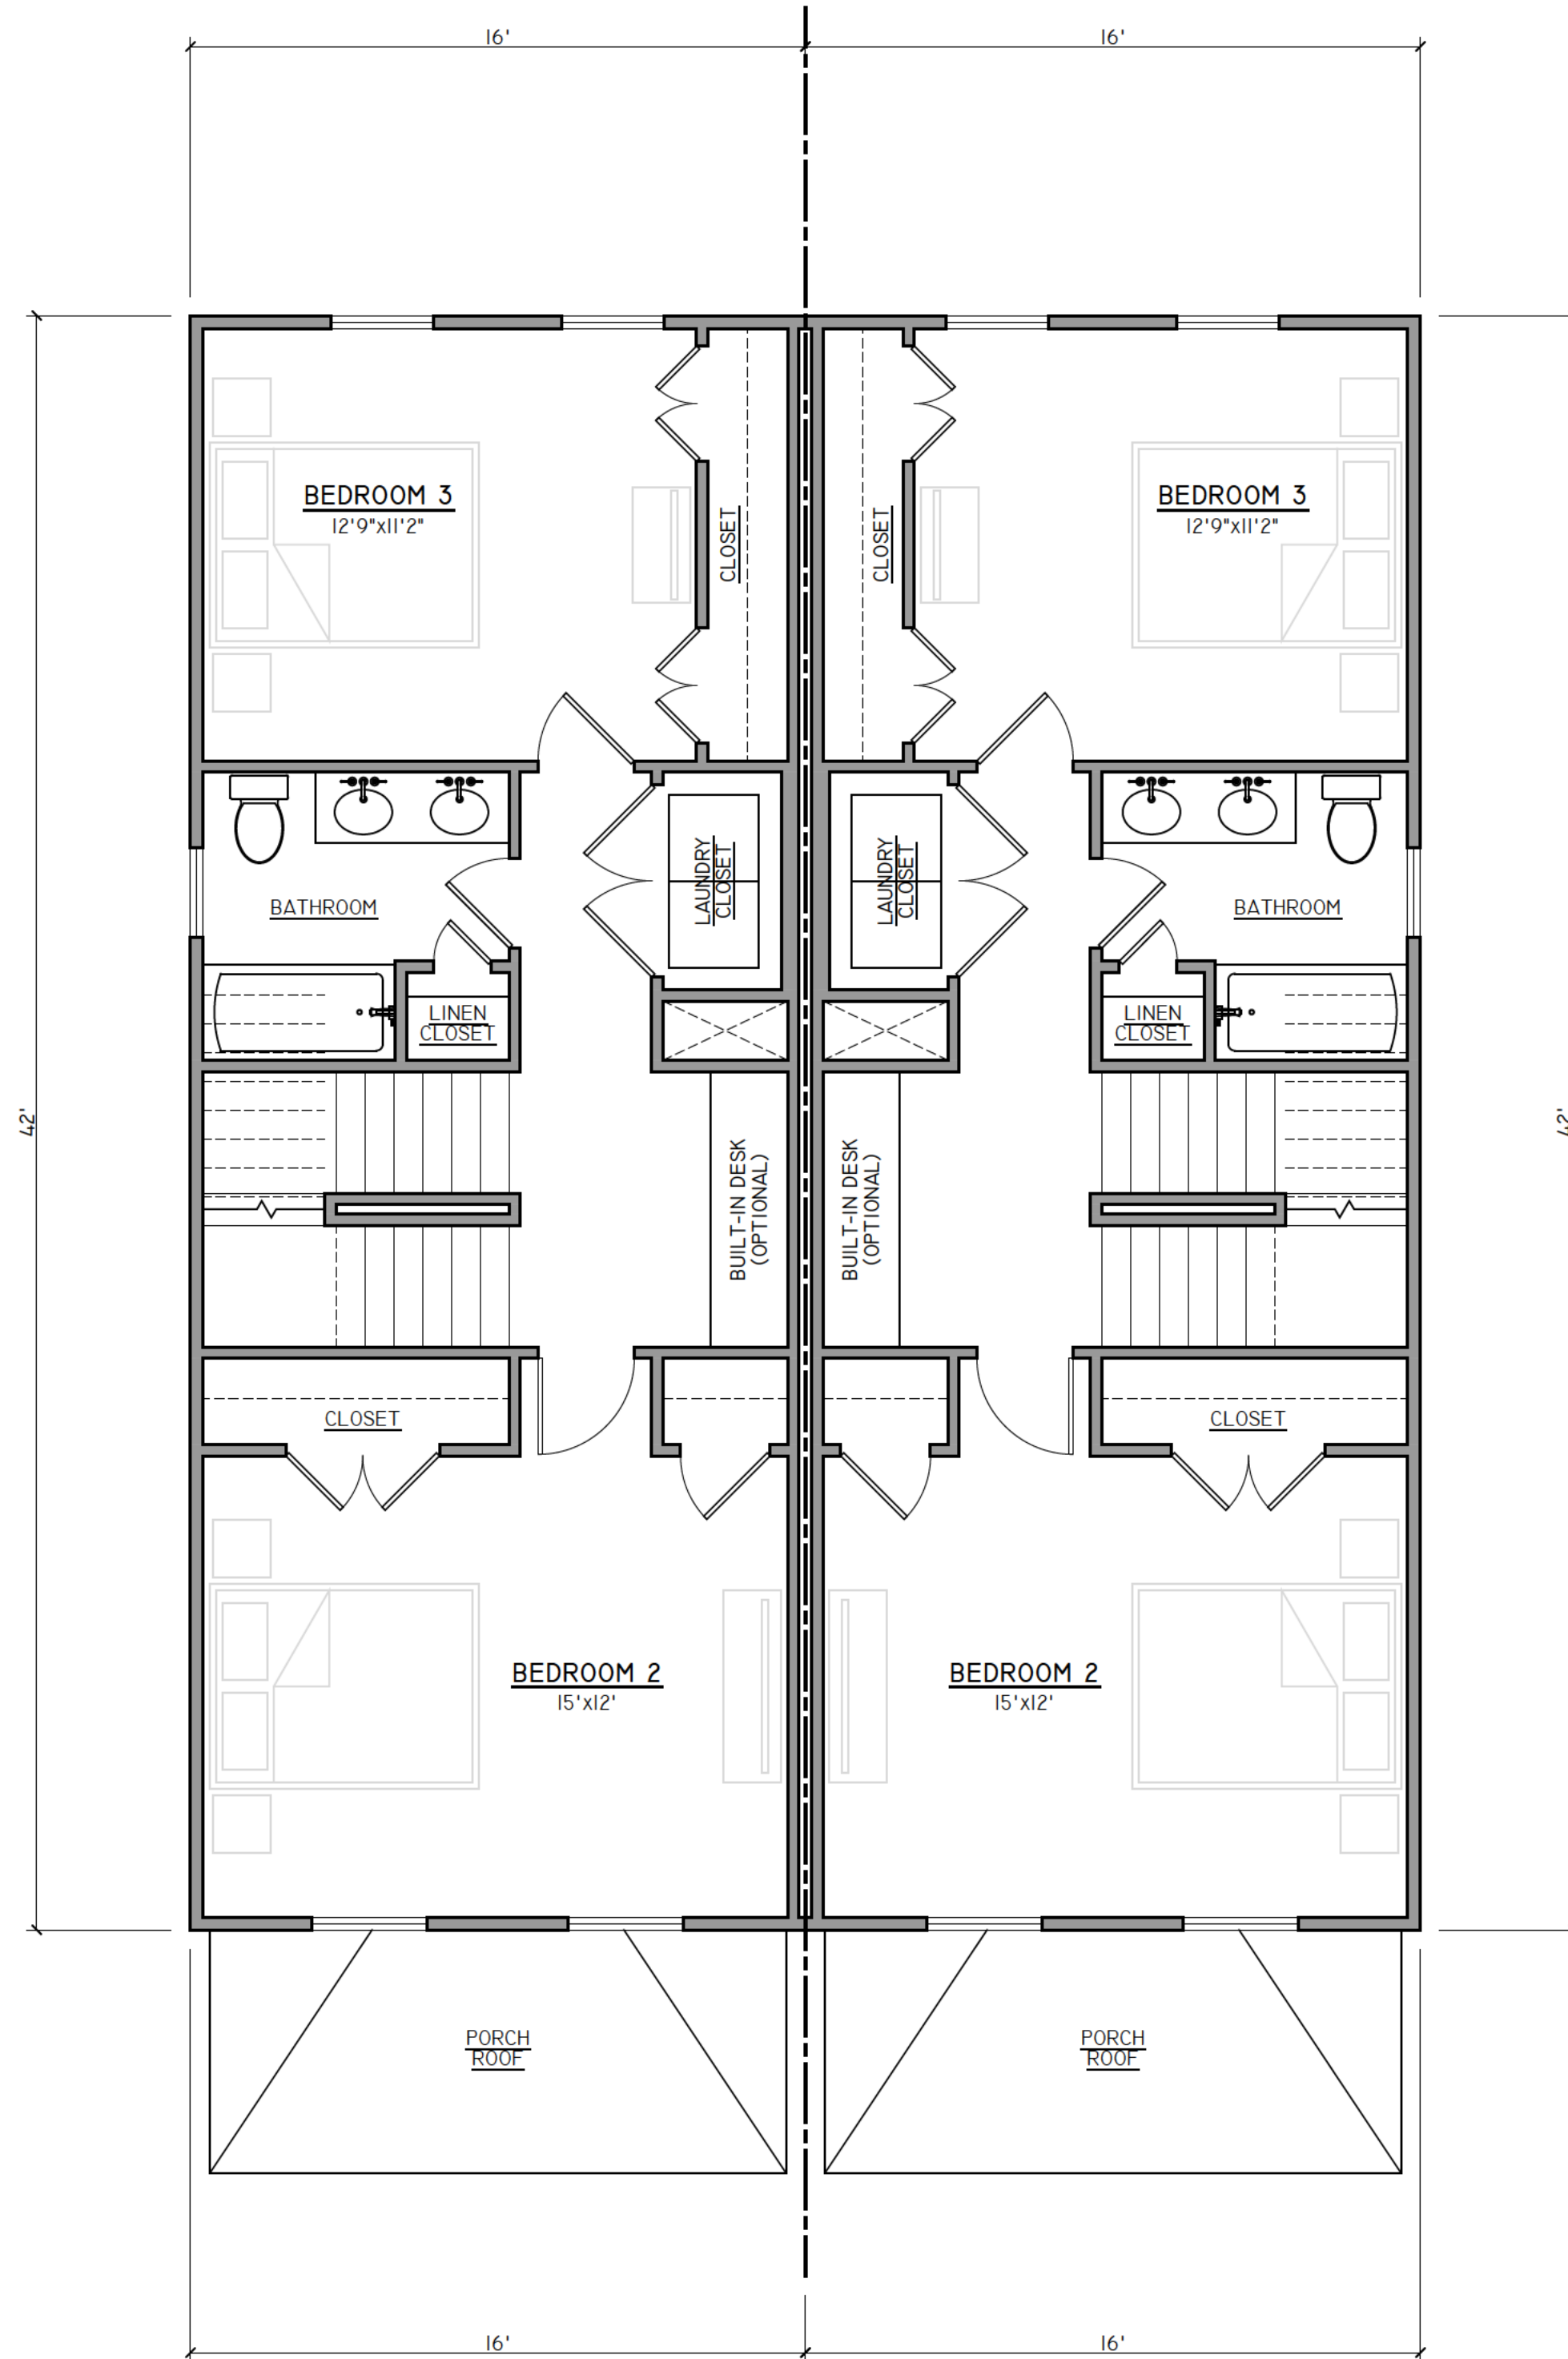 16'
16'
BEDROOM 3
12'9"x11'2"
CLOSET
CLOSET
BEDROOM 3
12'9"x11'2"
BATHROOM
LAUNDRY
CLOSET
LAUNDRY
CLOSET
BATHROOM
LINEN
CLOSET
LINEN
CLOSET
42'
BUILT-IN DESK
(OPTIONAL)
BUILT-IN DESK
(OPTIONAL)
42'
CLOSET
CLOSET
BEDROOM 2
15'x12'
BEDROOM 2
15'x12'
PORCH
ROOF
PORCH
ROOF
16'
16'